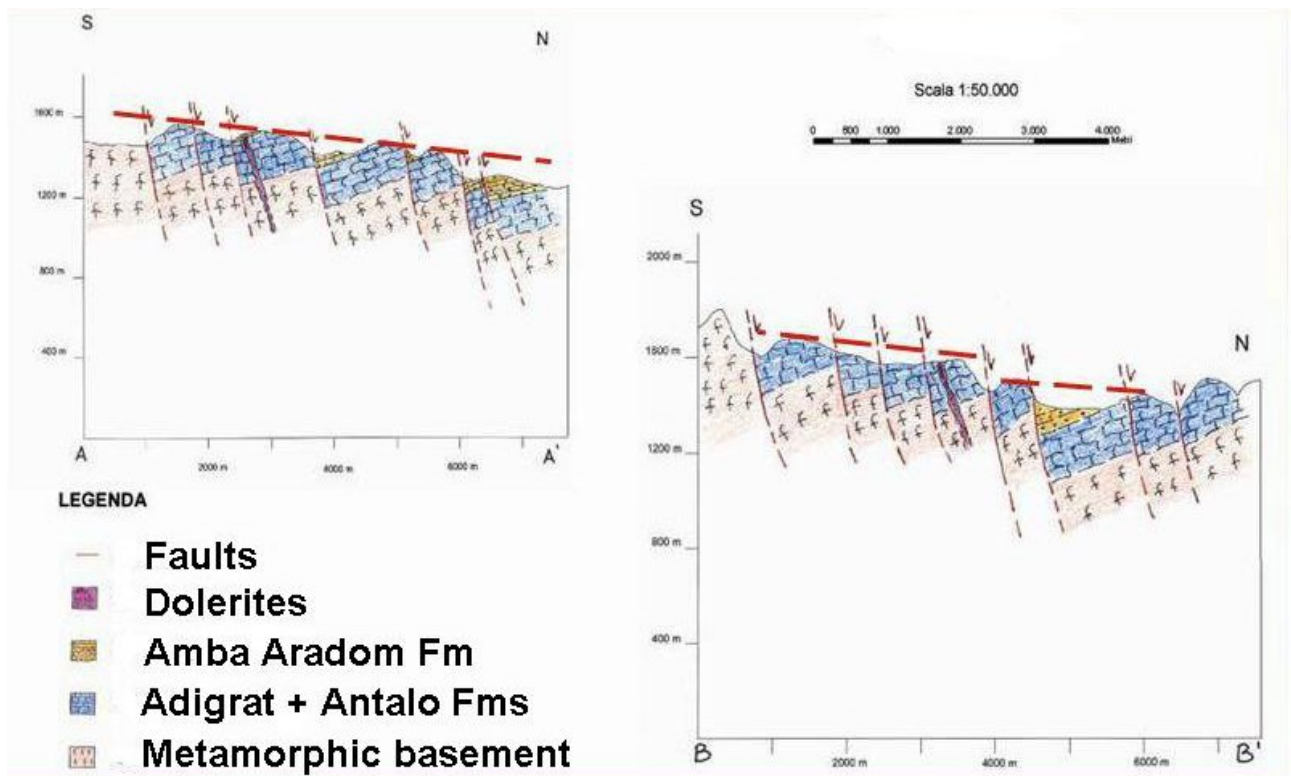 S
N
1600 m
1200 m
800 m
400 m
A
2000 m
4000 m
6000 m
A'
Scala 1:50.000
0 500 1.000 2.000 3.000 4.000
Metri
S
N
2000 m
1600 m
1200 m
800 m
400 m
B
2000 m
4000 m
6000 m
B'
LEGENDA
Faults
Dolerites
Amba Aradom Fm
Adigrat + Antalo Fms
Metamorphic basement